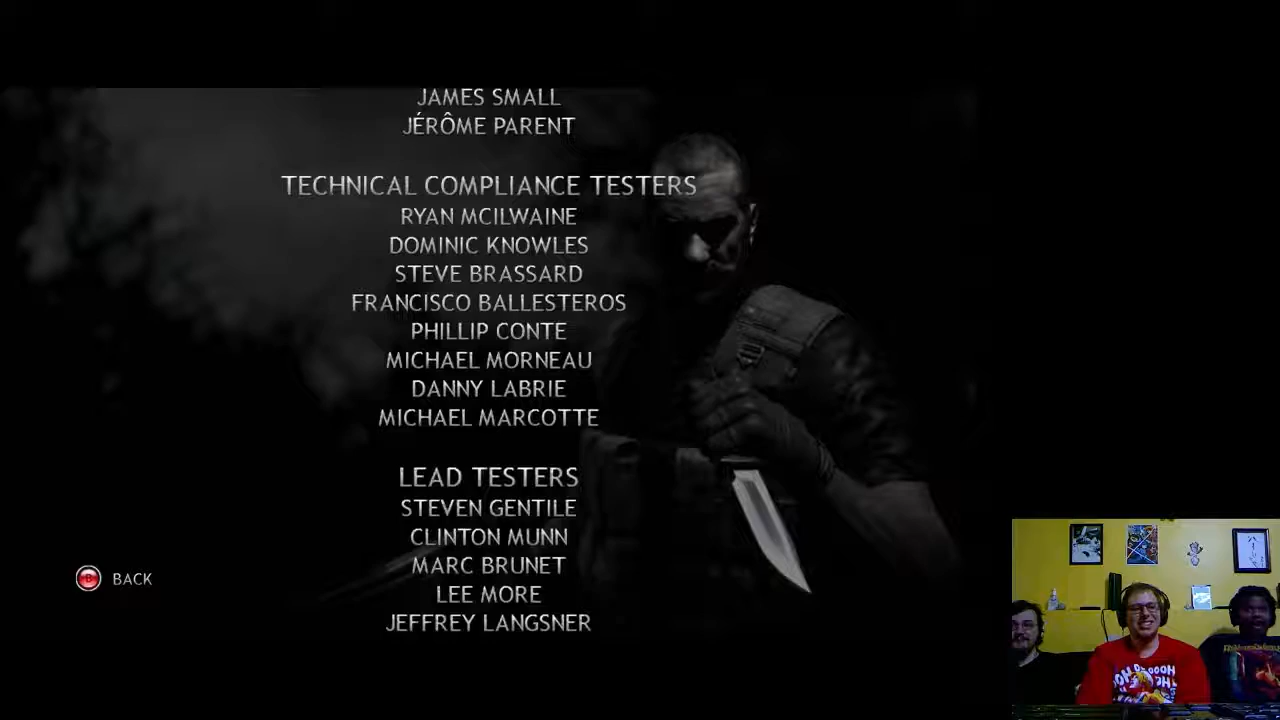 JAMES SMALL
JÉRÔME PARENT
TECHNICAL COMPLIANCE TESTERS
RYAN MCILWAINE
DOMINIC KNOWLES
STEVE BRASSARD
FRANCISCO BALLESTEROS
PHILLIP CONTE
MICHAEL MORNEAU
DANNY LABRIE
MICHAEL MARCOTTE
LEAD TESTERS
STEVEN GENTILE
CLINTON MUNN
MARC BRUNET
LEE MORE
JEFFREY LANGSNER
B BACK